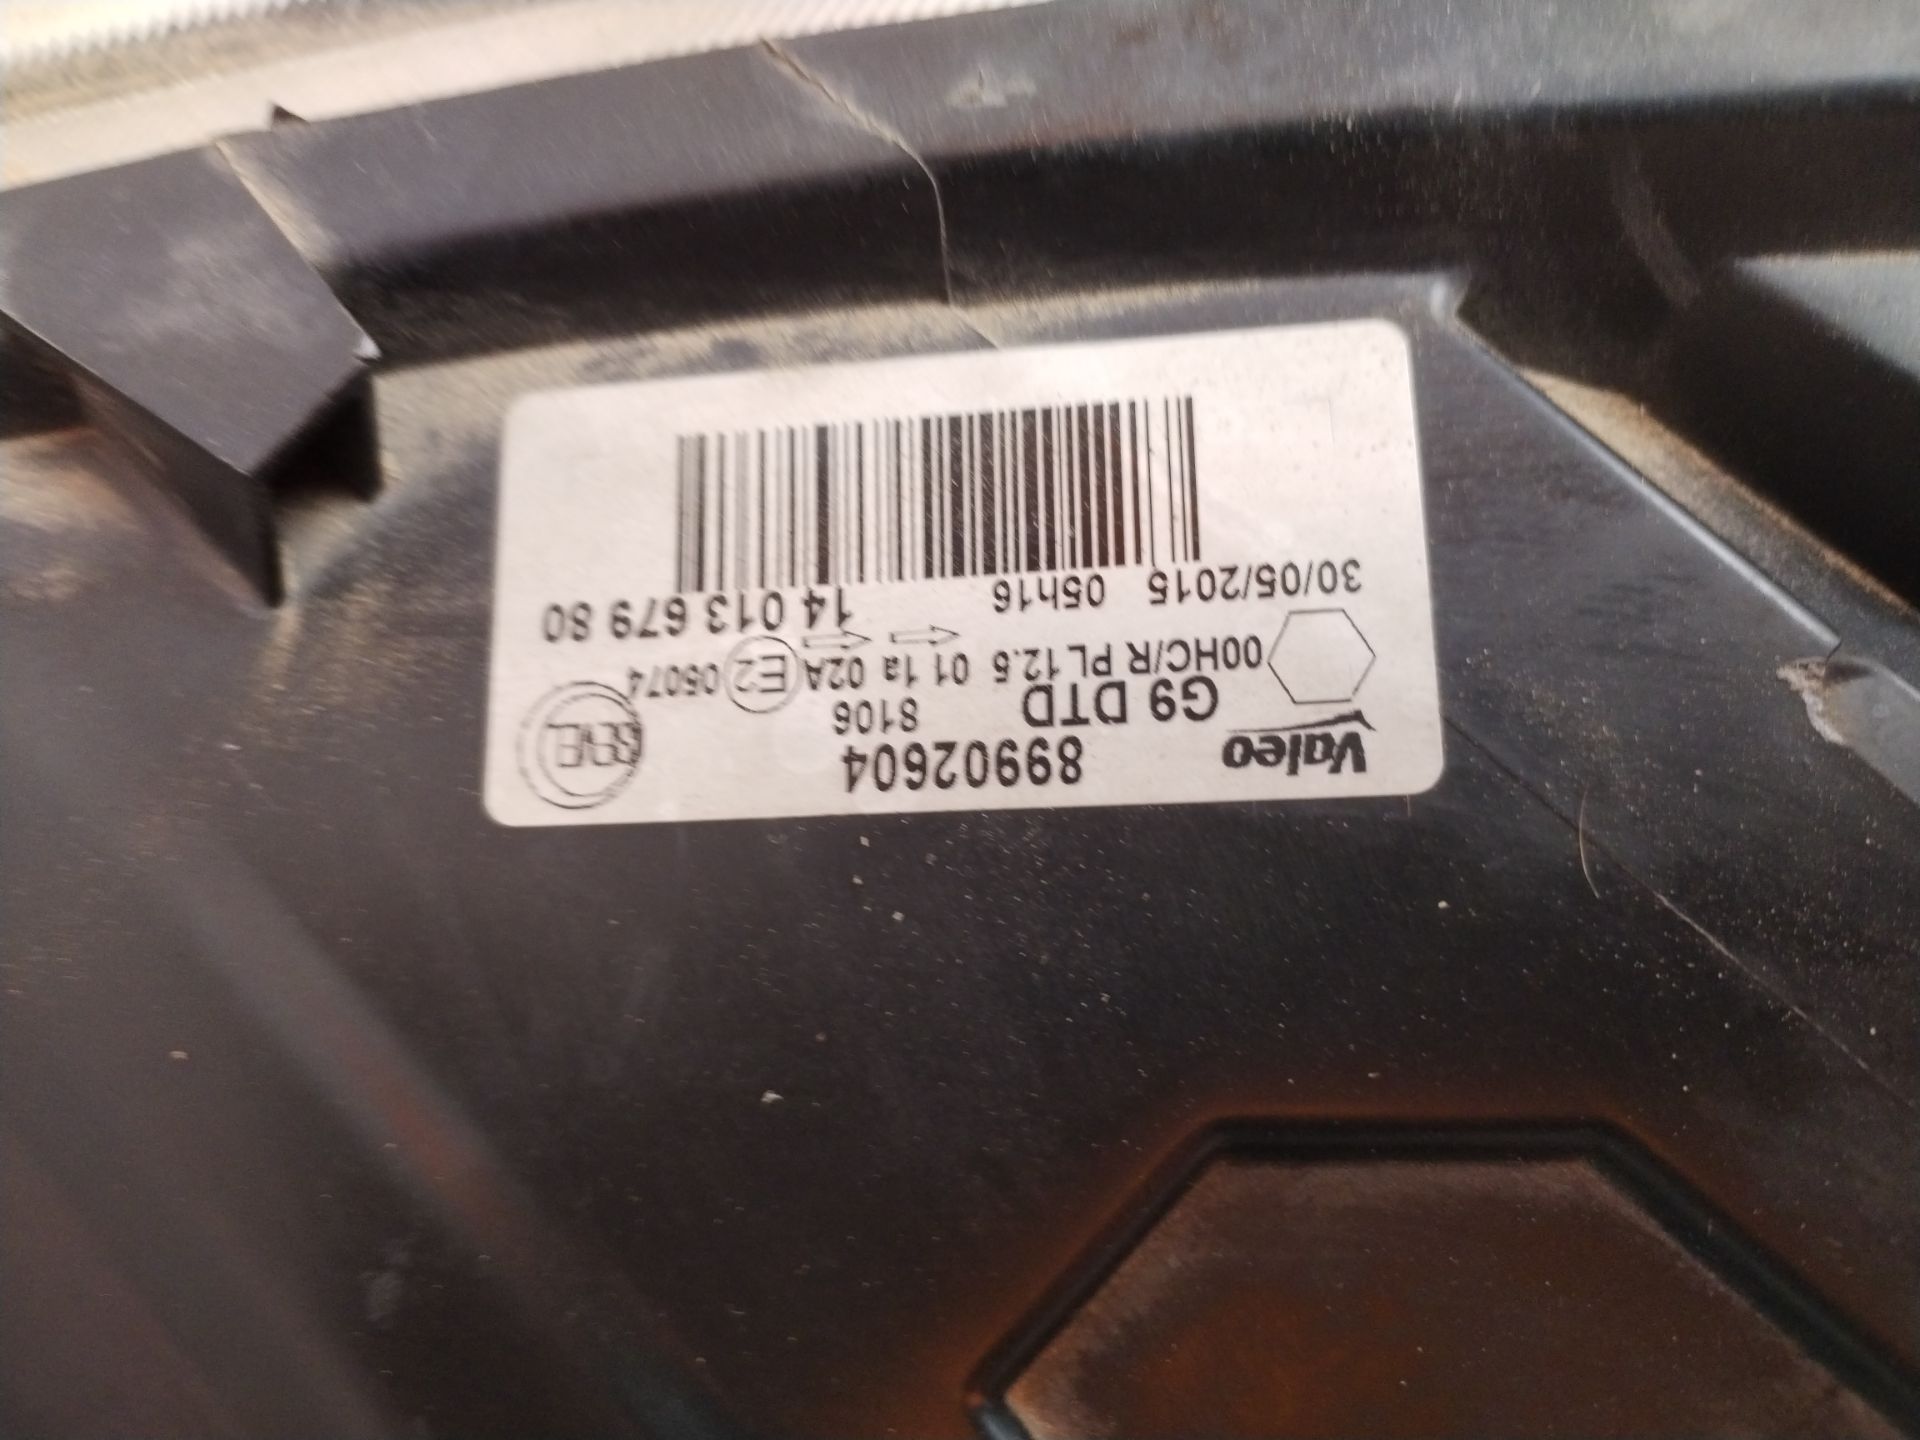 Valeo 89902604
G9 DTD 8106 SEVEL
00HC/R PL 12.5 01 1a 02A E2 05074
30/05/2015 05h16 14 013 679 80